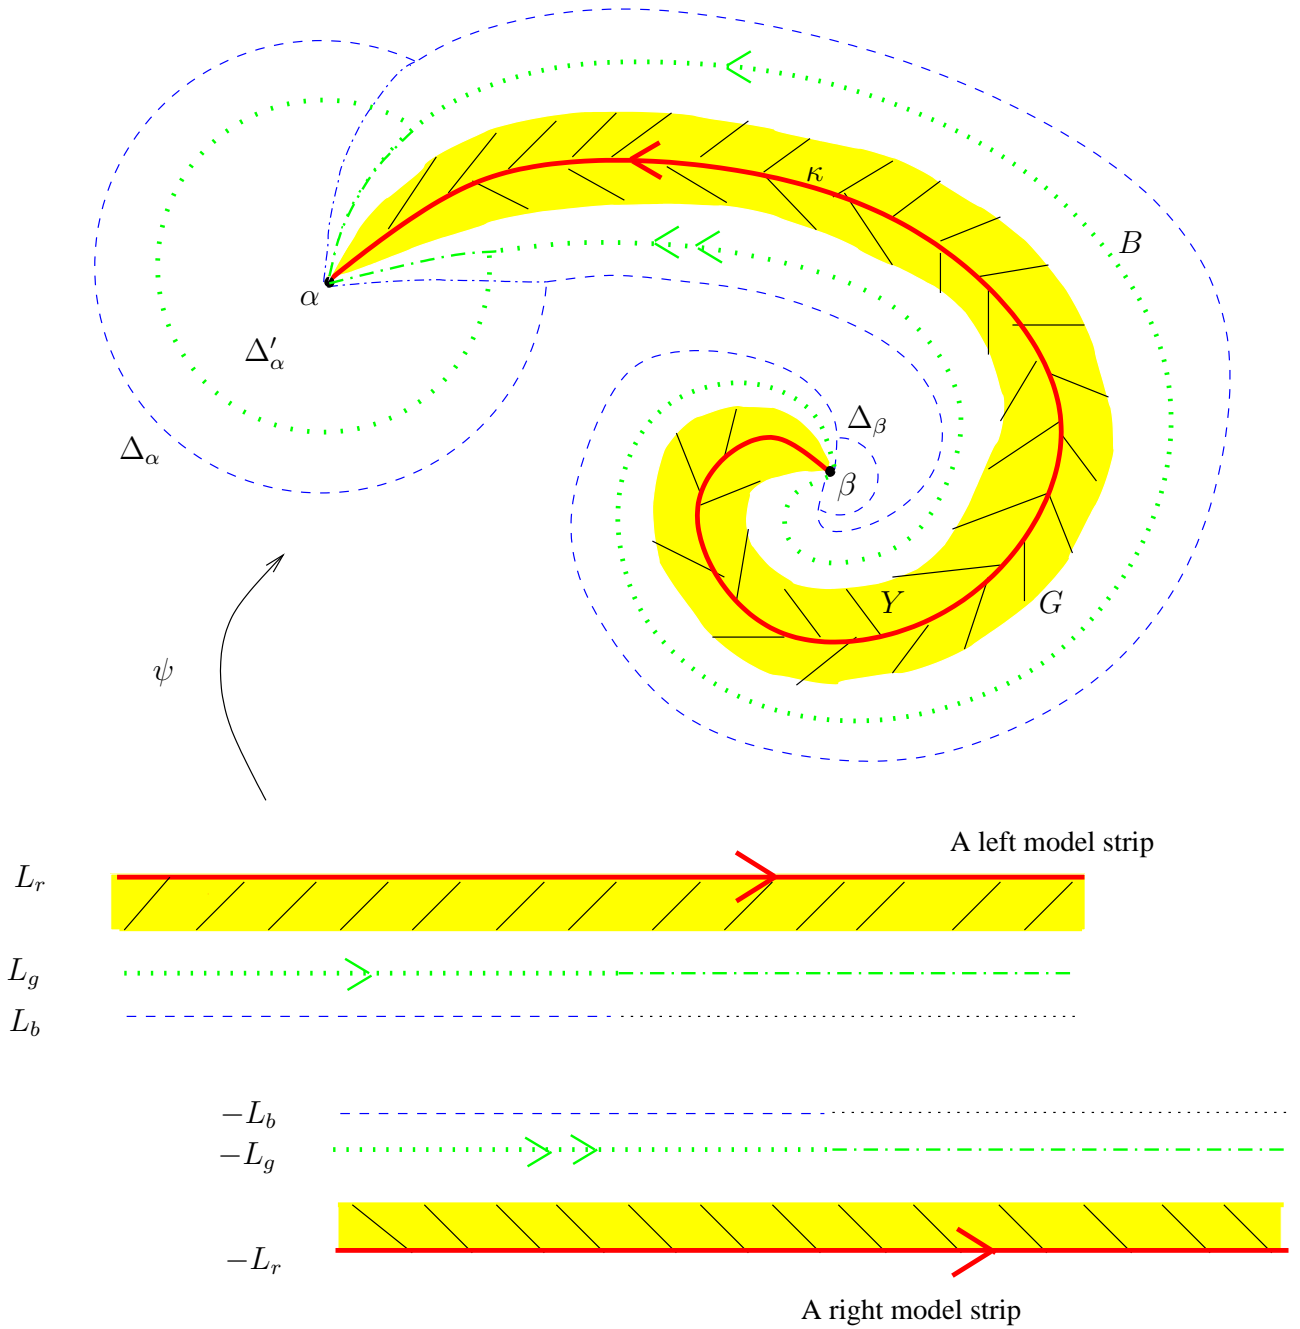 κ
B
α
Δ′α
Δβ
Δα
β
Y
G
ψ
A left model strip
Lr
Lg
Lb
−Lb
−Lg
−Lr
A right model strip